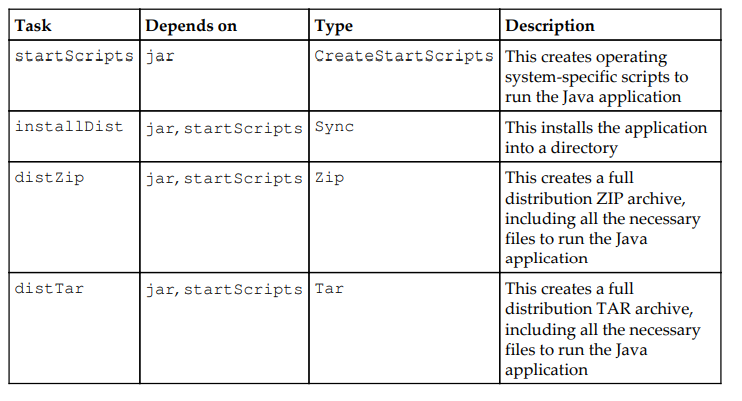 Task Depends on Type Description
startScripts jar CreateStartScripts This creates operating
system-specific scripts to
run the Java application
installDist jar, startScripts Sync This installs the application
into a directory
distZip jar, startScripts Zip This creates a full
distribution ZIP archive,
including all the necessary
files to run the Java
application
distTar jar, startScripts Tar This creates a full
distribution TAR archive,
including all the necessary
files to run the Java
application